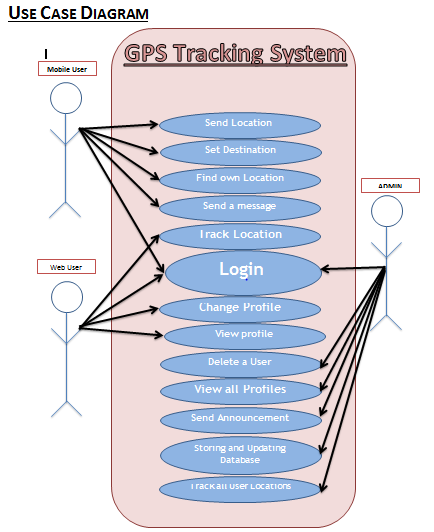 USE CASE DIAGRAM
GPS Tracking System
Mobile User
Send Location
Set Destination
Find own Location
Send a message
ADMIN
Track Location
Web User
Login
Change Profile
View profile
Delete a User
View all Profiles
Send Announcement
Storing and Updating
Database
Track all user Locations